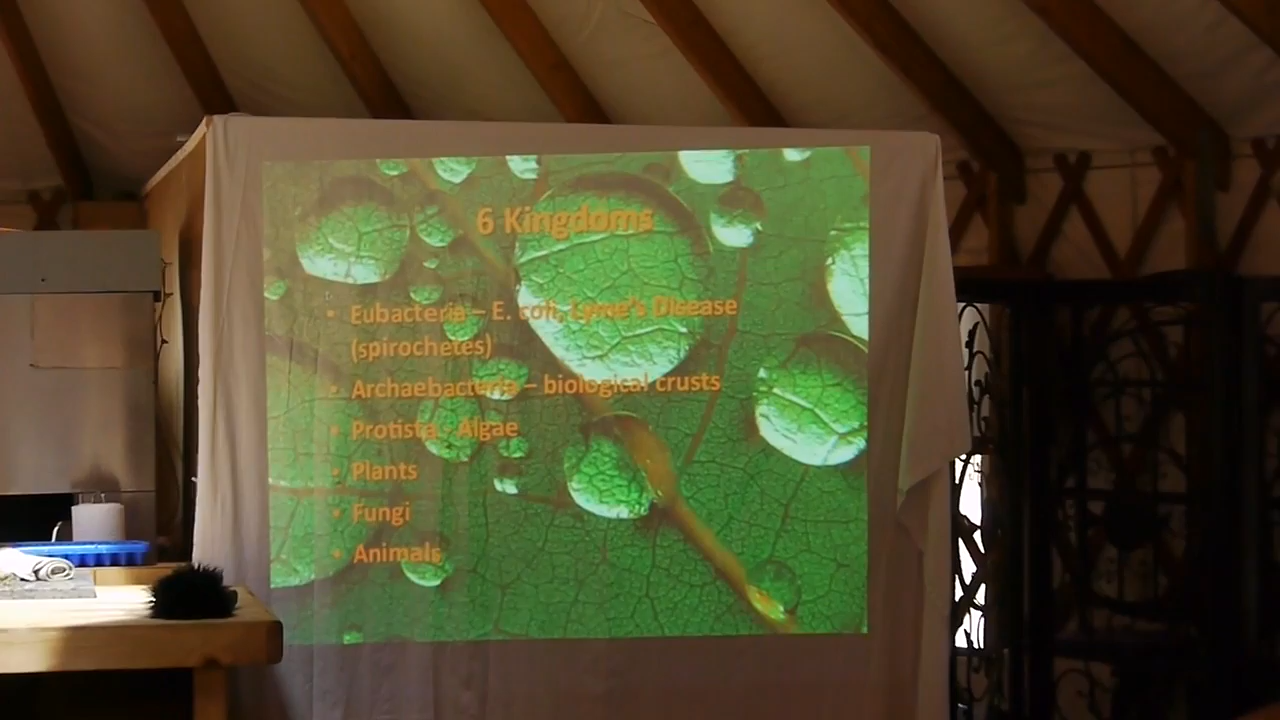 6 Kingdoms
• Eubacteria – E. coli, Lyme's Disease
(spirochetes)
• Archaebacteria – biological crusts
• Protista - Algae
• Plants
• Fungi
• Animals